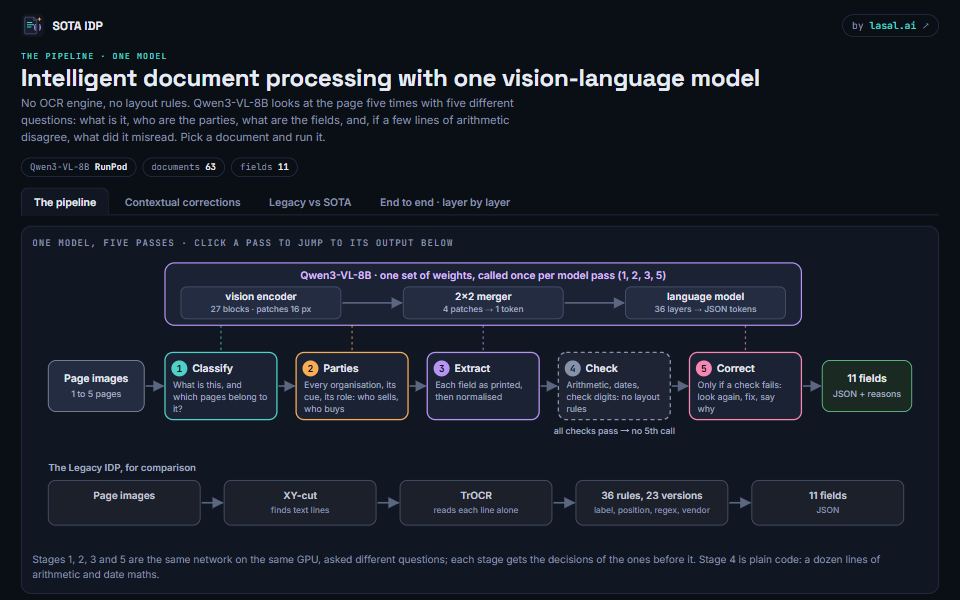 SOTA IDP
by lasal.ai ↗
THE PIPELINE · ONE MODEL
Intelligent document processing with one vision-language model
No OCR engine, no layout rules. Qwen3-VL-8B looks at the page five times with five different
questions: what is it, who are the parties, what are the fields, and, if a few lines of arithmetic
disagree, what did it misread. Pick a document and run it.
Qwen3-VL-8B RunPod
documents 63
fields 11
The pipeline
Contextual corrections
Legacy vs SOTA
End to end · layer by layer
ONE MODEL, FIVE PASSES · CLICK A PASS TO JUMP TO ITS OUTPUT BELOW
Qwen3-VL-8B · one set of weights, called once per model pass (1, 2, 3, 5)
vision encoder
27 blocks · patches 16 px
2×2 merger
4 patches → 1 token
language model
36 layers → JSON tokens
Page images
1 to 5 pages
1 Classify
What is this, and
which pages belong to
it?
2 Parties
Every organisation, its
cue, its role: who sells,
who buys
3 Extract
Each field as printed,
then normalised
4 Check
Arithmetic, dates,
check digits: no layout
rules
5 Correct
Only if a check fails:
look again, fix, say
why
11 fields
JSON + reasons
all checks pass → no 5th call
The Legacy IDP, for comparison
Page images
XY-cut
finds text lines
TrOCR
reads each line alone
36 rules, 23 versions
label, position, regex, vendor
11 fields
JSON
Stages 1, 2, 3 and 5 are the same network on the same GPU, asked different questions; each stage gets the decisions of the ones before it. Stage 4 is plain code: a dozen lines of
arithmetic and date maths.